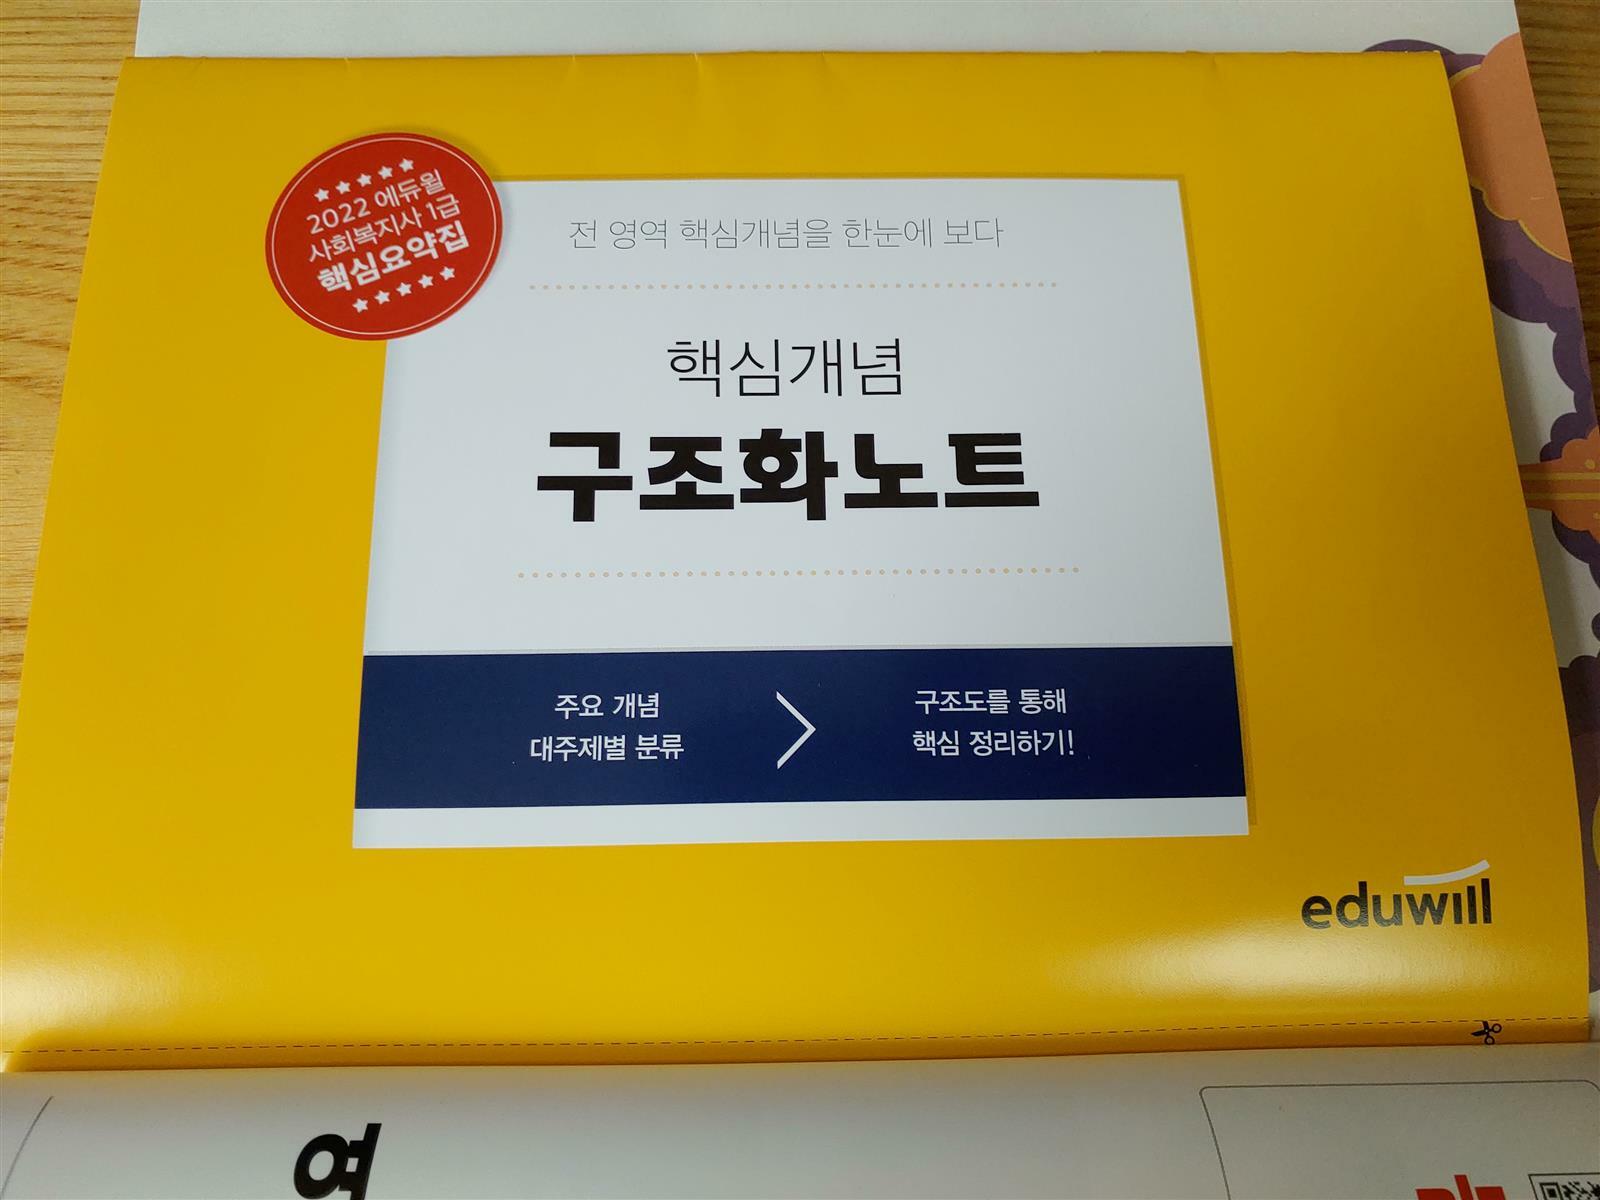 2022 에듀윌
사회복지사 1급
핵심요약집
전 영역 핵심개념을 한눈에 보다
핵심개념
구조화노트
주요 개념
대주제별 분류
구조도를 통해
핵심 정리하기!
eduwill
여